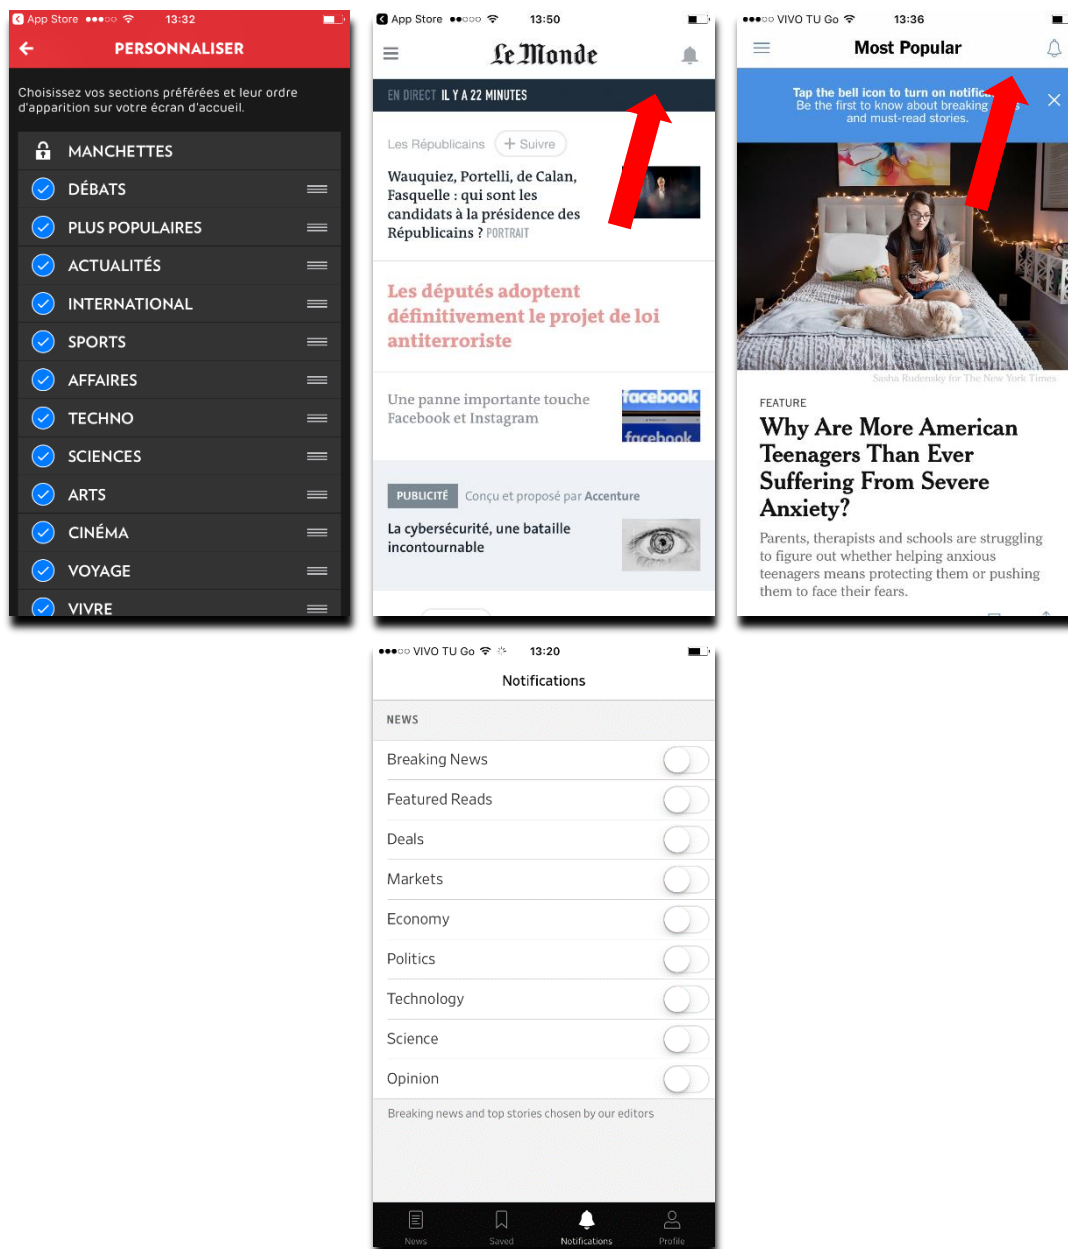 App Store 13:32
PERSONNALISER
Choisissez vos sections préférées et leur ordre
d'apparition sur votre écran d'accueil.
MANCHETTES
DÉBATS
PLUS POPULAIRES
ACTUALITÉS
INTERNATIONAL
SPORTS
AFFAIRES
TECHNO
SCIENCES
ARTS
CINÉMA
VOYAGE
VIVRE
App Store 13:50
Le Monde
EN DIRECT IL Y A 22 MINUTES
Les Républicains + Suivre
Wauquiez, Portelli, de Calan,
Fasquelle : qui sont les
candidats à la présidence des
Républicains ? PORTRAIT
Les députés adoptent
définitivement le projet de loi
antiterroriste
Une panne importante touche
Facebook et Instagram
facebook
facebook
PUBLICITÉ Conçu et proposé par Accenture
La cybersécurité, une bataille
incontournable
VIVO TU Go 13:36
Most Popular
Tap the bell icon to turn on
Be the first to know about breaking
and must-read stories.
Sasha Rudensky for The New York Times
FEATURE
Why Are More American
Teenagers Than Ever
Suffering From Severe
Anxiety?
Parents, therapists and schools are struggling
to figure out whether helping anxious
teenagers means protecting them or pushing
them to face their fears.
VIVO TU Go 13:20
Notifications
NEWS
Breaking News
Featured Reads
Deals
Markets
Economy
Politics
Technology
Science
Opinion
Breaking news and top stories chosen by our editors
News Saved Notifications Profile